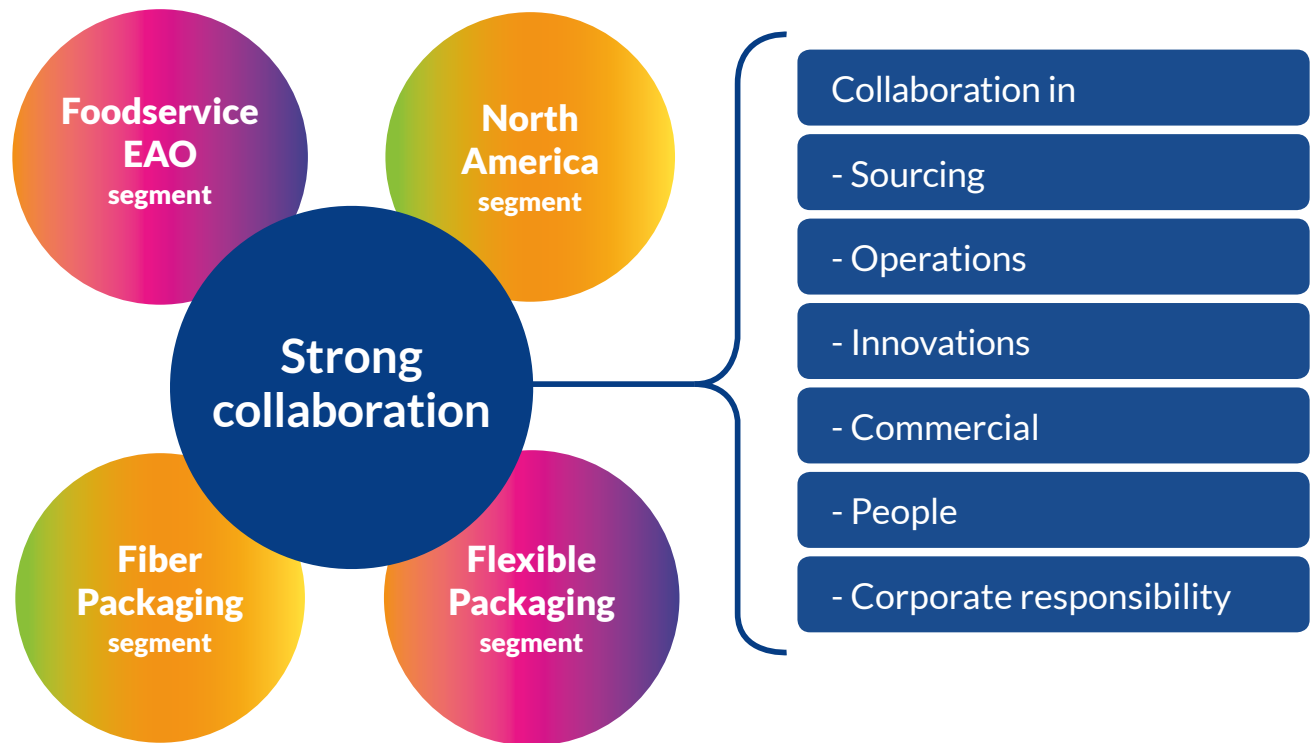 Foodservice
EAO
segment
North
America
segment
Strong
collaboration
Fiber
Packaging
segment
Flexible
Packaging
segment
Collaboration in
- Sourcing
- Operations
- Innovations
- Commercial
- People
- Corporate responsibility